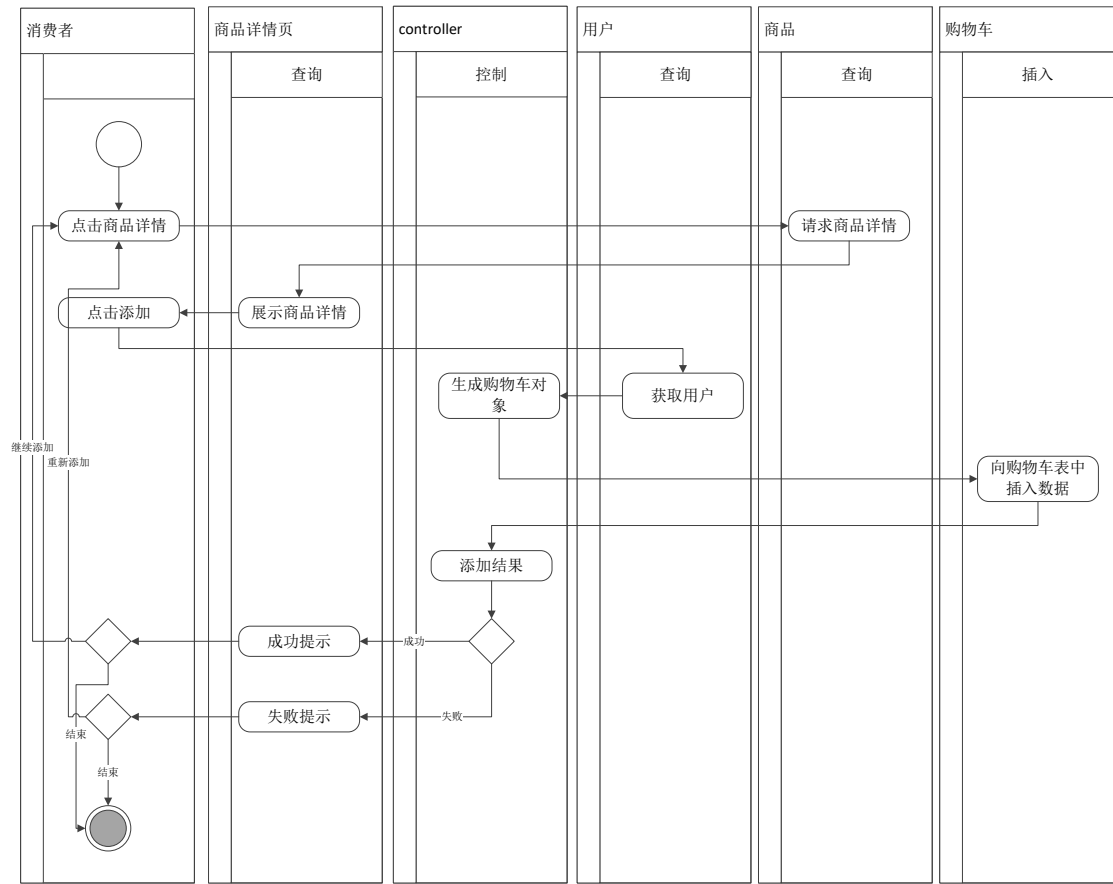 消费者
商品详情页
controller
用户
商品
购物车
查询
控制
查询
查询
插入
点击商品详情
请求商品详情
点击添加
展示商品详情
生成购物车对
象
获取用户
继续添加
重新添加
向购物车表中
插入数据
添加结果
成功提示
成功
失败提示
失败
结束
结束